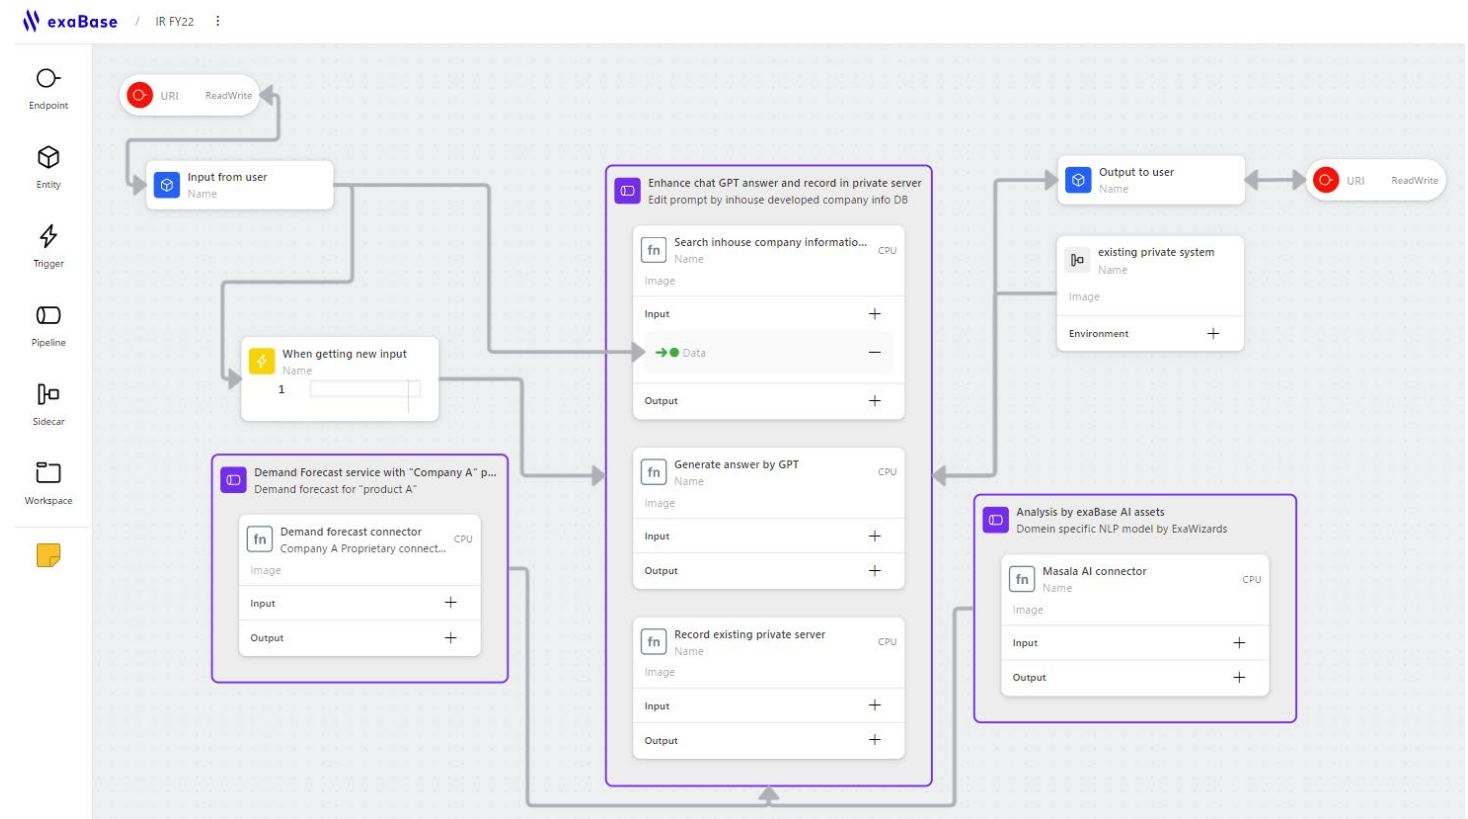 exaBase / IR FY22
Endpoint
Entity
Trigger
Pipeline
Sidecar
Workspace
URI ReadWrite
Input from user
Name
When getting new input
Name
1
Demand Forecast service with "Company A" p...
Demand forecast for "product A"
fn Demand forecast connector CPU
Company A Proprietary connect...
Image
Input
Output
Enhance chat GPT answer and record in private server
Edit prompt by inhouse developed company info DB
fn Search inhouse company informatio... CPU
Name
Image
Input
Data
Output
fn Generate answer by GPT CPU
Name
Image
Input
Output
fn Record existing private server CPU
Name
Image
Input
Output
Output to user
Name
URI ReadWrite
existing private system
Name
Image
Environment
Analysis by exaBase AI assets
Domain specific NLP model by ExaWizards
fn Masala AI connector CPU
Name
Image
Input
Output